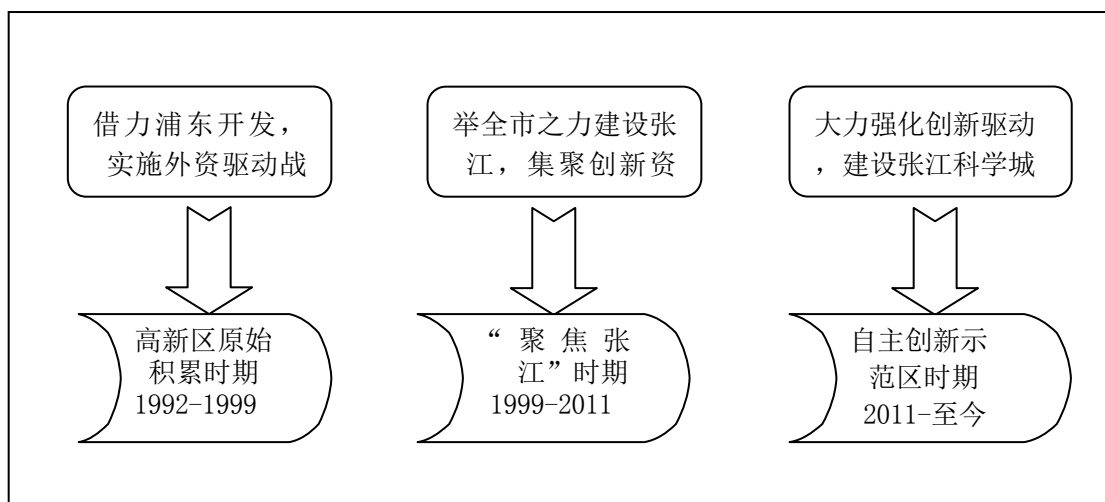 借力浦东开发，
实施外资驱动战
举全市之力建设张
江，集聚创新资
大力强化创新驱动
，建设张江科学城
高新区原始
积累时期
1992-1999
“聚焦张
江”时期
1999-2011
自主创新示
范区时期
2011-至今